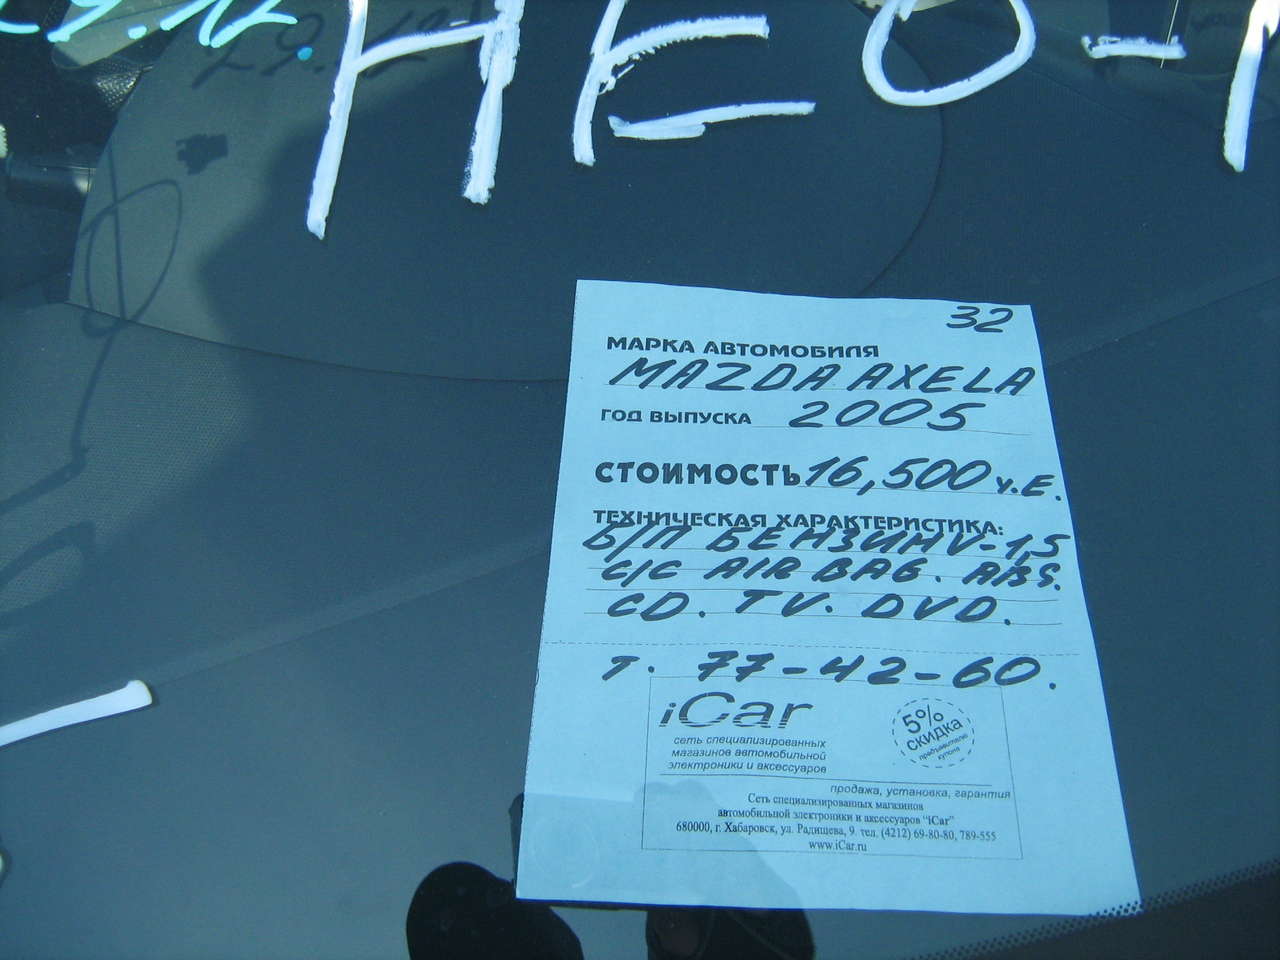 32
МАРКА АВТОМОБИЛЯ
MAZDA AXELA
ГОД ВЫПУСКА 2005
СТОИМОСТЬ 16,500 у.Е.
ТЕХНИЧЕСКАЯ ХАРАКТЕРИСТИКА:
Б/П БЕНЗИН V-1,5
С/С AIR BAG. ABS.
CD. TV. DVD.
т. 77-42-60.
iCar
сеть специализированных
магазинов автомобильной
электроники и аксессуаров
5%
скидка
предъявителю
купона
продажа, установка, гарантия
Сеть специализированных магазинов
автомобильной электроники и аксессуаров "iCar"
680000, г. Хабаровск, ул. Радищева, 9. тел. (4212) 69-80-80, 789-555
www.iCar.ru